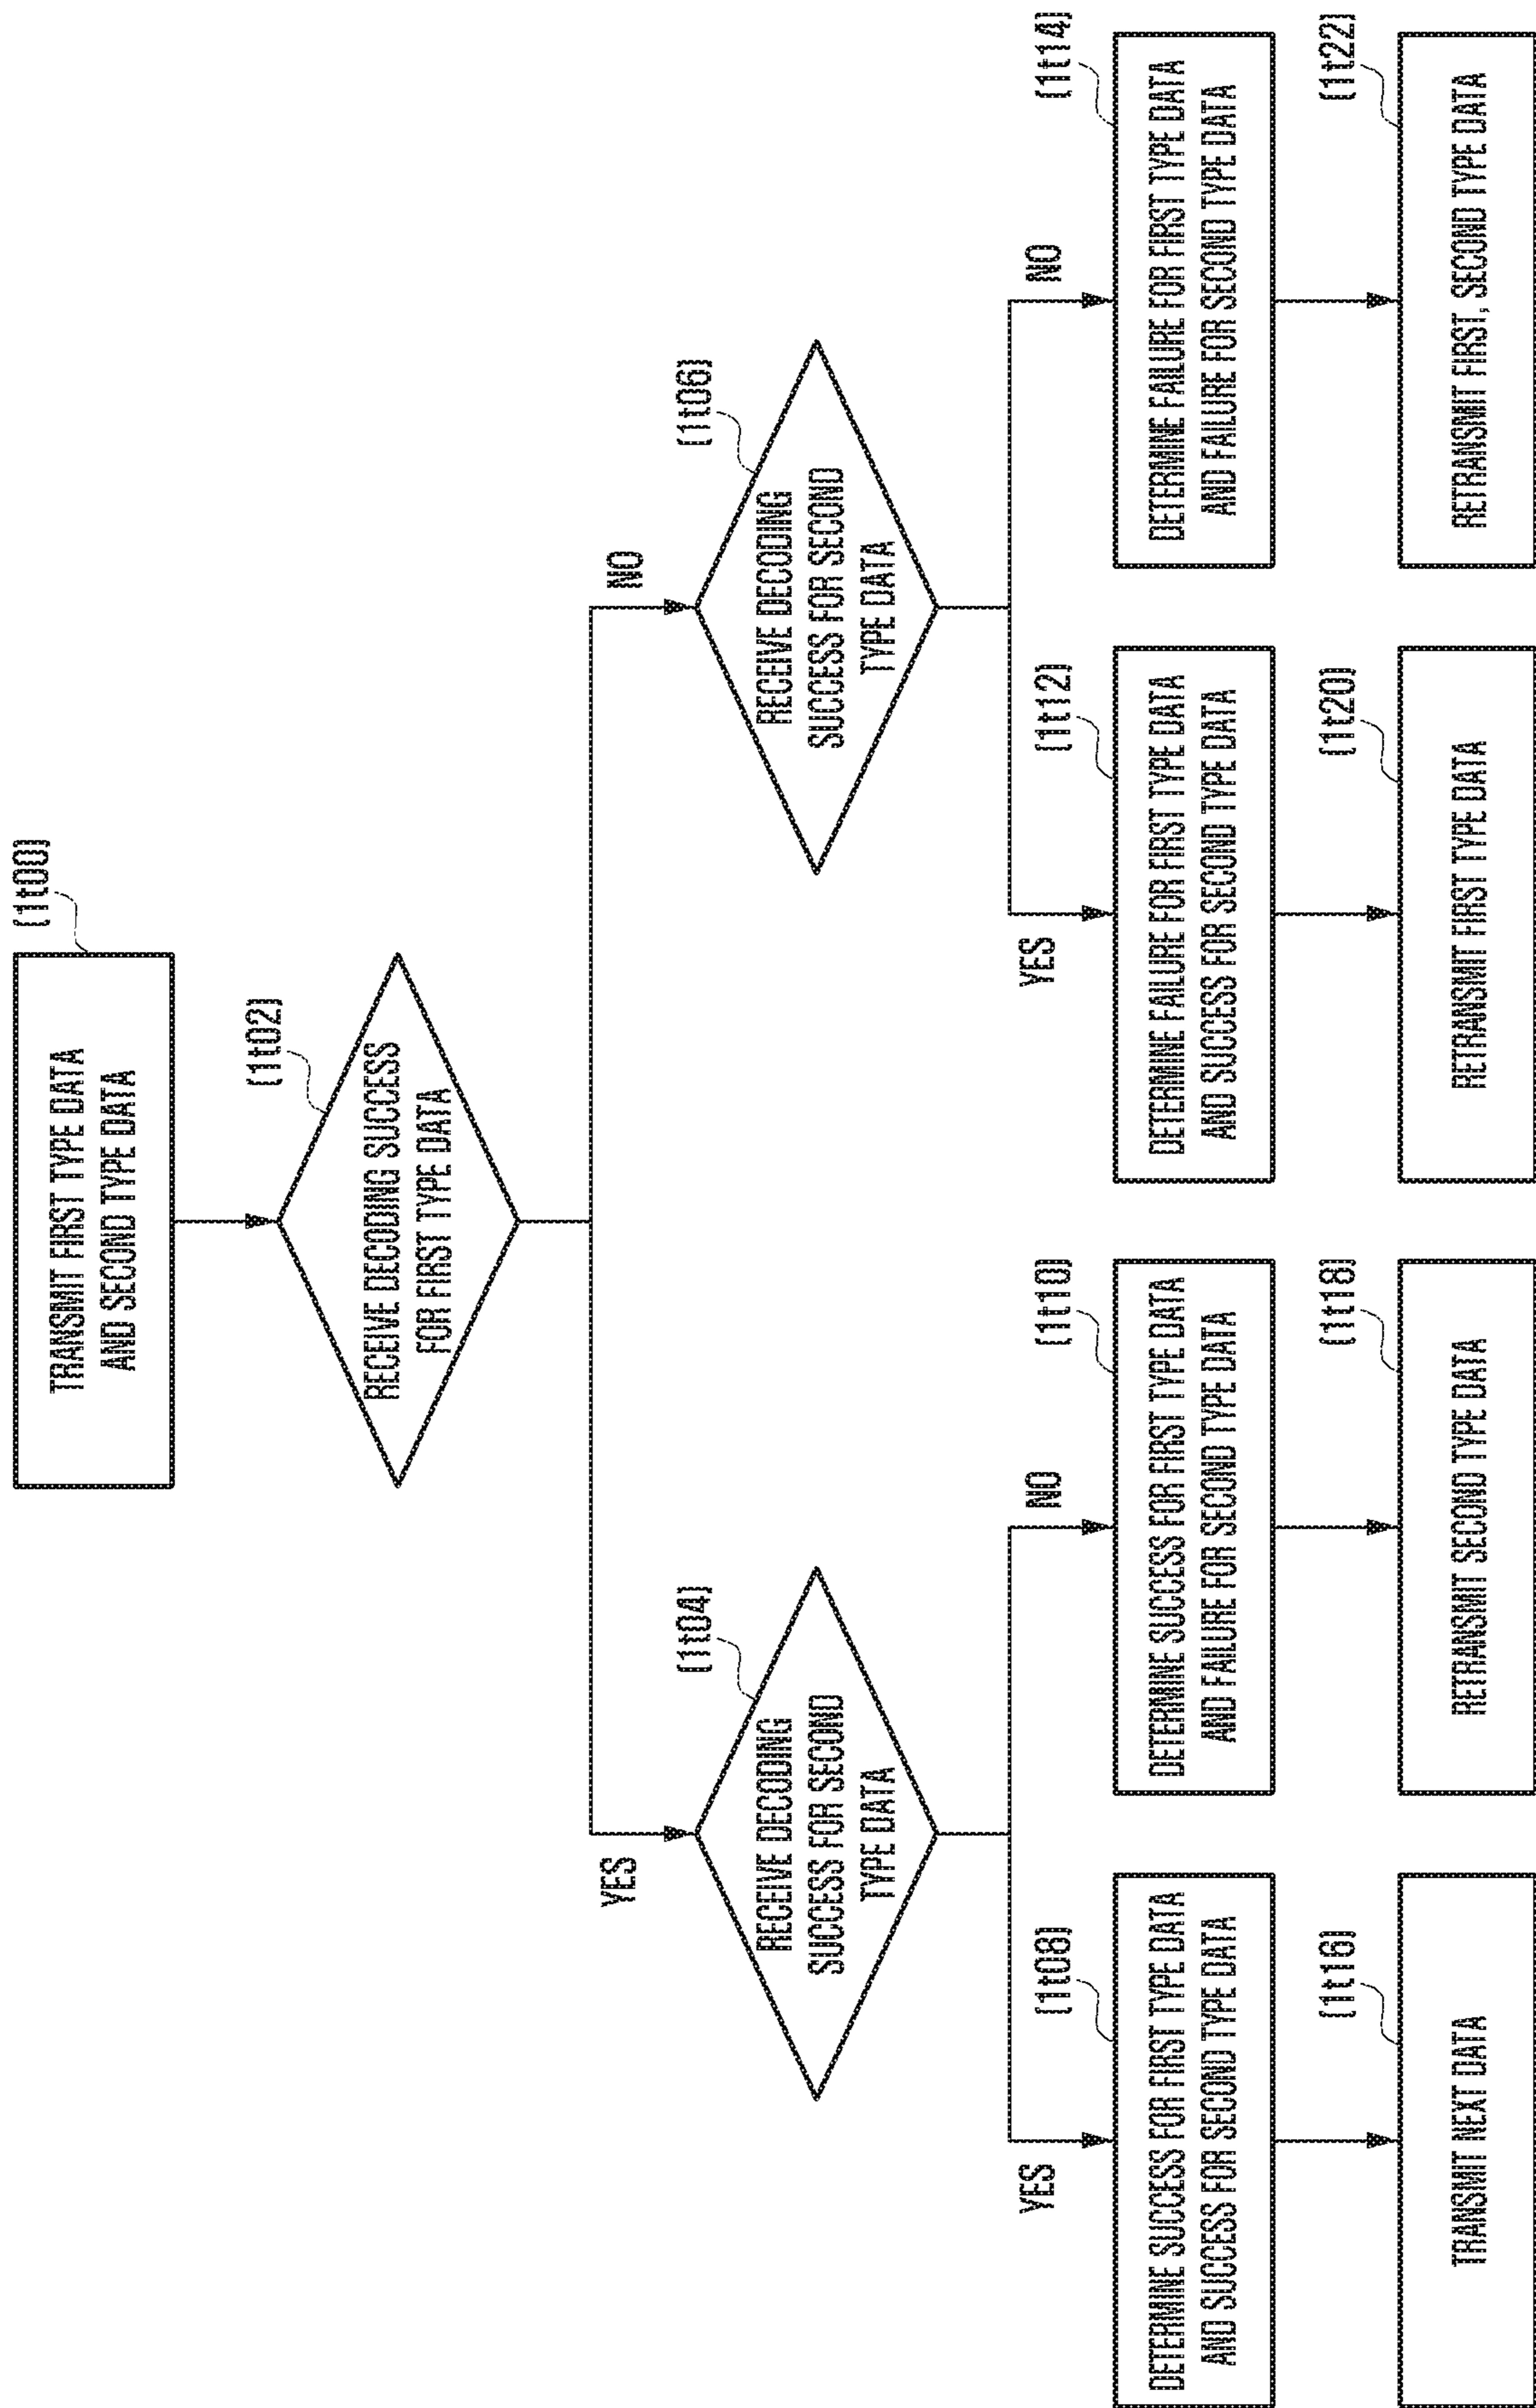 (1t00)
TRANSMIT FIRST TYPE DATA
AND SECOND TYPE DATA
(1t02)
RECEIVE DECODING SUCCESS
FOR FIRST TYPE DATA
YES
NO
(1t04)
RECEIVE DECODING
SUCCESS FOR SECOND
TYPE DATA
(1t06)
RECEIVE DECODING
SUCCESS FOR SECOND
TYPE DATA
YES
NO
YES
NO
(1t08)
DETERMINE SUCCESS FOR FIRST TYPE DATA
AND SUCCESS FOR SECOND TYPE DATA
(1t10)
DETERMINE SUCCESS FOR FIRST TYPE DATA
AND FAILURE FOR SECOND TYPE DATA
(1t12)
DETERMINE FAILURE FOR FIRST TYPE DATA
AND SUCCESS FOR SECOND TYPE DATA
(1t14)
DETERMINE FAILURE FOR FIRST TYPE DATA
AND FAILURE FOR SECOND TYPE DATA
(1t16)
TRANSMIT NEXT DATA
(1t18)
RETRANSMIT SECOND TYPE DATA
(1t20)
RETRANSMIT FIRST TYPE DATA
(1t22)
RETRANSMIT FIRST, SECOND TYPE DATA